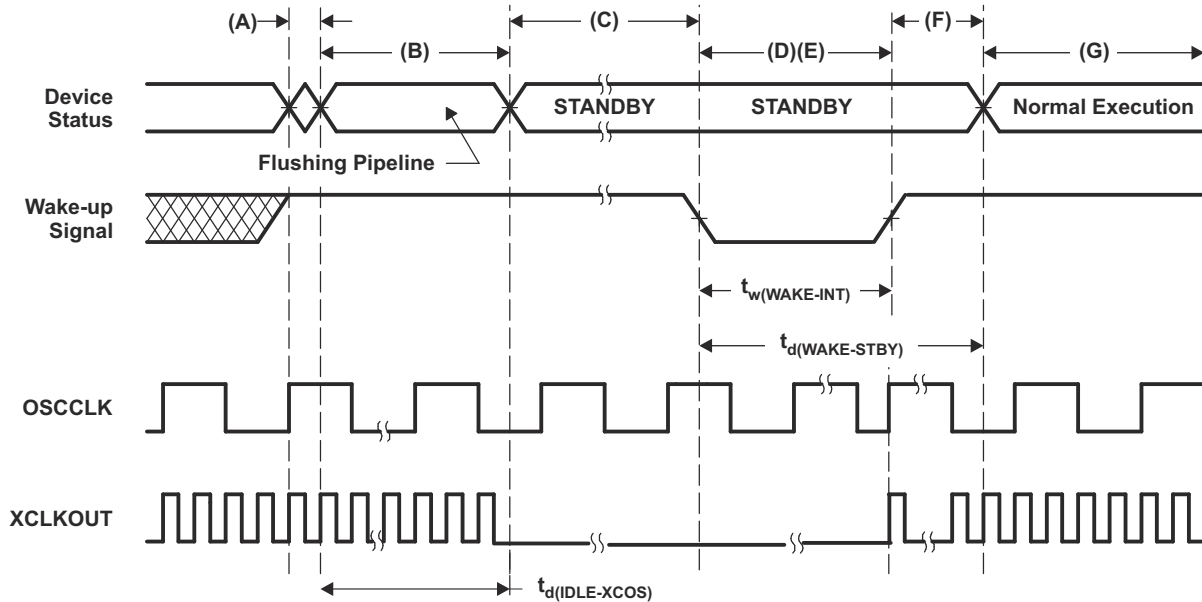 (A)
(C)
(F)
(B)
(D)(E)
(G)
Device
Status
STANDBY
STANDBY
Normal Execution
Flushing Pipeline
Wake-up
Signal
tw(WAKE-INT)
td(WAKE-STBY)
OSCCLK
XCLKOUT
td(IDLE-XCOS)